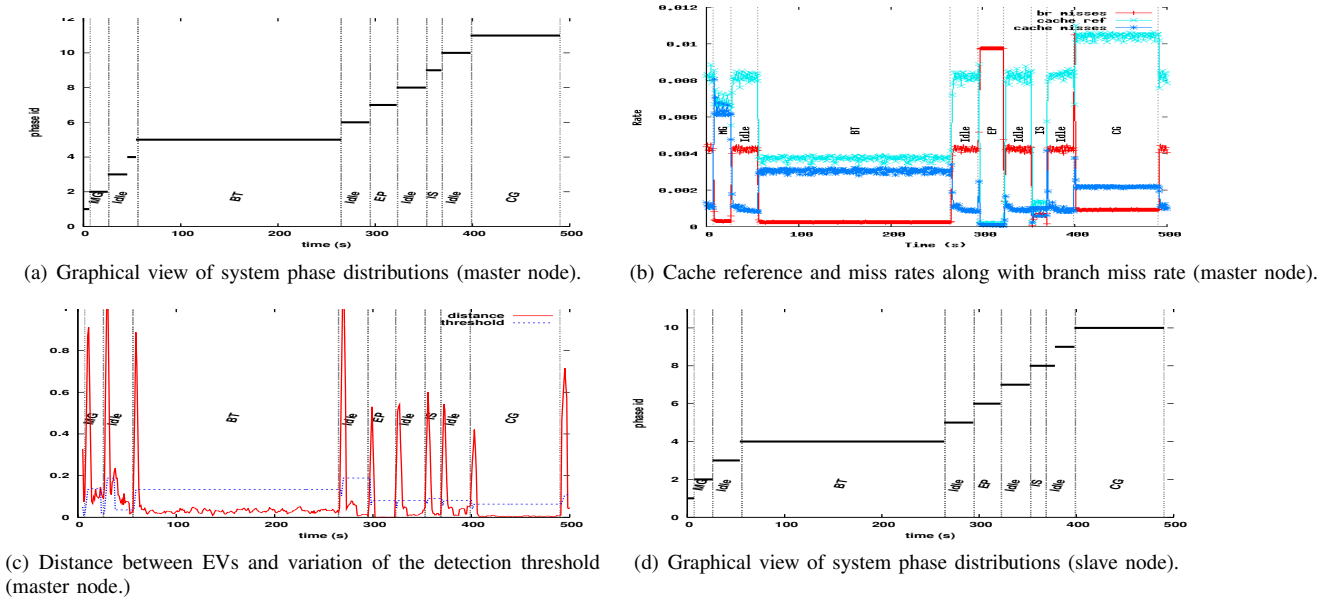 12
10
8
6
4
2
0
phase id
MG
Idle
BT
Idle
EP
Idle
IS
Idle
CG
0 100 200 300 400 500
time (s)
(a) Graphical view of system phase distributions (master node).
0.012
0.01
0.008
0.006
0.004
0.002
0
Rate
br misses
cache ref
cache misses
MG
Idle
BT
Idle
EP
Idle
IS
Idle
CG
0 100 200 300 400 500
Time (s)
(b) Cache reference and miss rates along with branch miss rate (master node).
1
0.8
0.6
0.4
0.2
0
distance
threshold
MG
Idle
BT
Idle
EP
Idle
IS
Idle
CG
0 100 200 300 400 500
time (s)
(c) Distance between EVs and variation of the detection threshold
(master node.)
10
8
6
4
2
0
phase id
MG
Idle
BT
Idle
EP
Idle
IS
Idle
CG
0 100 200 300 400 500
time (s)
(d) Graphical view of system phase distributions (slave node).